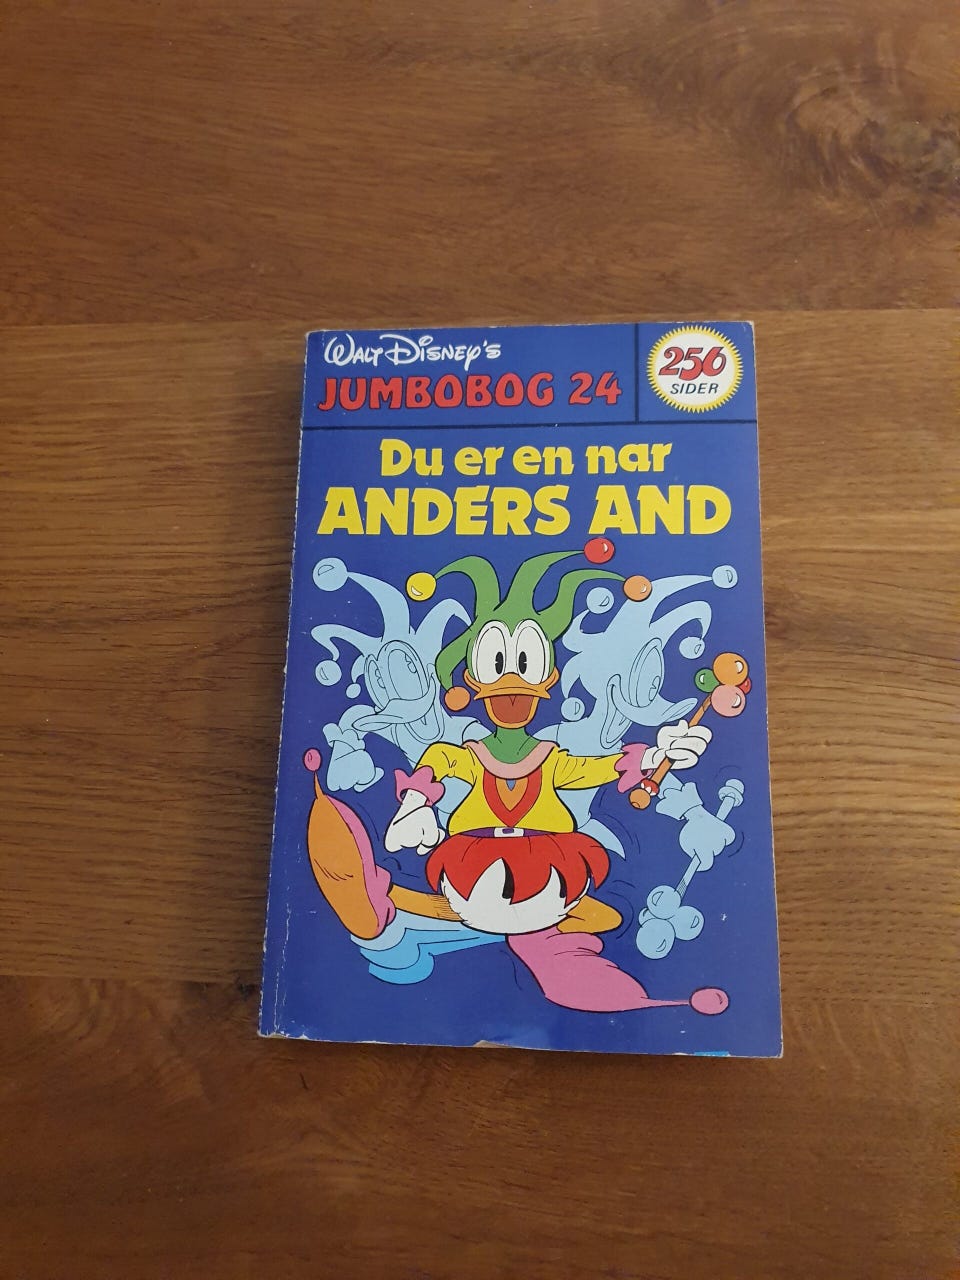 Walt Disney's
JUMBOBOG 24
256
SIDER
Du er en nar
ANDERS AND